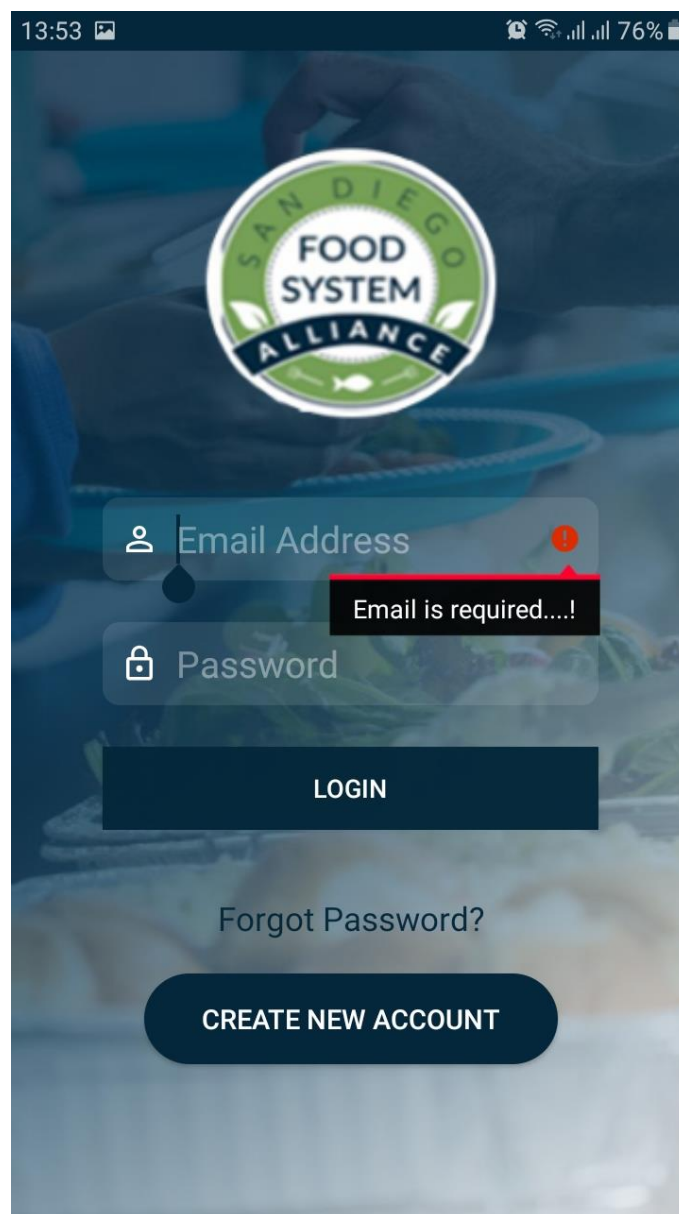 13:53
76%
SAN DIEGO
FOOD
SYSTEM
ALLIANCE
Email Address
Email is required....!
Password
LOGIN
Forgot Password?
CREATE NEW ACCOUNT